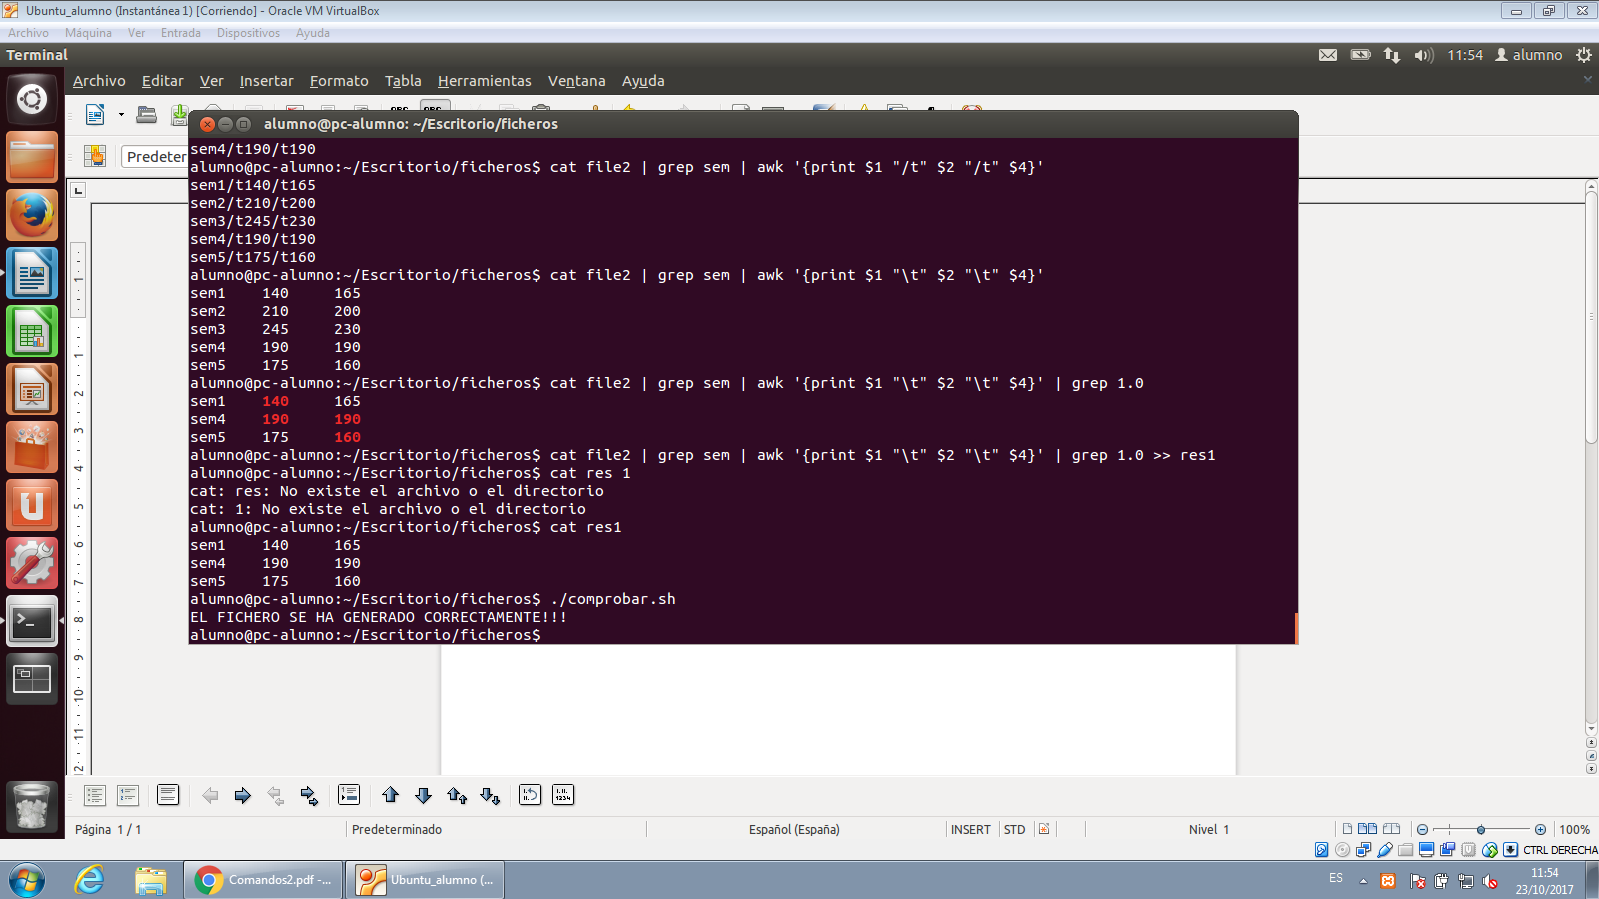 Ubuntu_alumno (Instantánea 1) [Corriendo] - Oracle VM VirtualBox
Archivo Máquina Ver Entrada Dispositivos Ayuda
Terminal 11:54 alumno
Archivo Editar Ver Insertar Formato Tabla Herramientas Ventana Ayuda
alumno@pc-alumno: ~/Escritorio/ficheros
Predeter
sem4/t190/t190
alumno@pc-alumno:~/Escritorio/ficheros$ cat file2 | grep sem | awk '{print $1 "/t" $2 "/t" $4}'
sem1/t140/t165
sem2/t210/t200
sem3/t245/t230
sem4/t190/t190
sem5/t175/t160
alumno@pc-alumno:~/Escritorio/ficheros$ cat file2 | grep sem | awk '{print $1 "\t" $2 "\t" $4}'
sem1 140 165
sem2 210 200
sem3 245 230
sem4 190 190
sem5 175 160
alumno@pc-alumno:~/Escritorio/ficheros$ cat file2 | grep sem | awk '{print $1 "\t" $2 "\t" $4}' | grep 1.0
sem1 140 165
sem4 190 190
sem5 175 160
alumno@pc-alumno:~/Escritorio/ficheros$ cat file2 | grep sem | awk '{print $1 "\t" $2 "\t" $4}' | grep 1.0 >> res1
alumno@pc-alumno:~/Escritorio/ficheros$ cat res 1
cat: res: No existe el archivo o el directorio
cat: 1: No existe el archivo o el directorio
alumno@pc-alumno:~/Escritorio/ficheros$ cat res1
sem1 140 165
sem4 190 190
sem5 175 160
alumno@pc-alumno:~/Escritorio/ficheros$ ./comprobar.sh
EL FICHERO SE HA GENERADO CORRECTAMENTE!!!
alumno@pc-alumno:~/Escritorio/ficheros$
Página 1 / 1 Predeterminado Español (España) INSERT STD Nivel 1 100%
CTRL DERECHA
Comandos2.pdf -... Ubuntu_alumno (... ES 11:54
23/10/2017